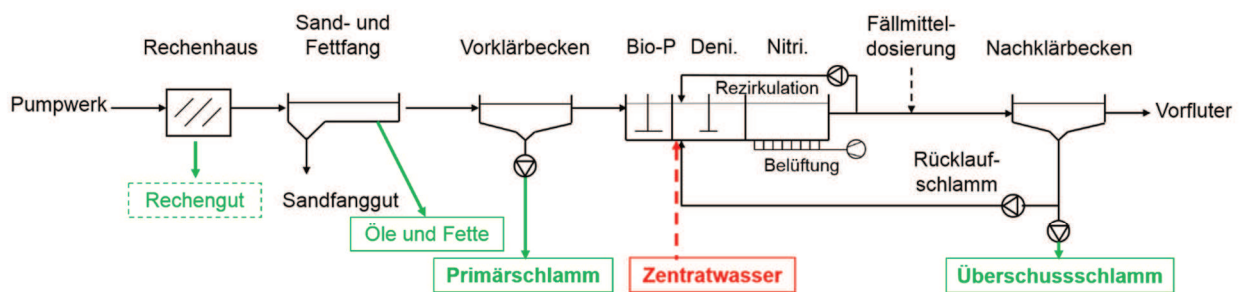 Pumpwerk
Rechenhaus
Sand- und
Fettfang
Vorklärbecken
Bio-P
Deni.
Nitri.
Fällmittel-
dosierung
Nachklärbecken
Rezirkulation
Vorfluter
Belüftung
Rücklauf-
schlamm
Rechengut
Sandfanggut
Öle und Fette
Primärschlamm
Zentratwasser
Überschussschlamm